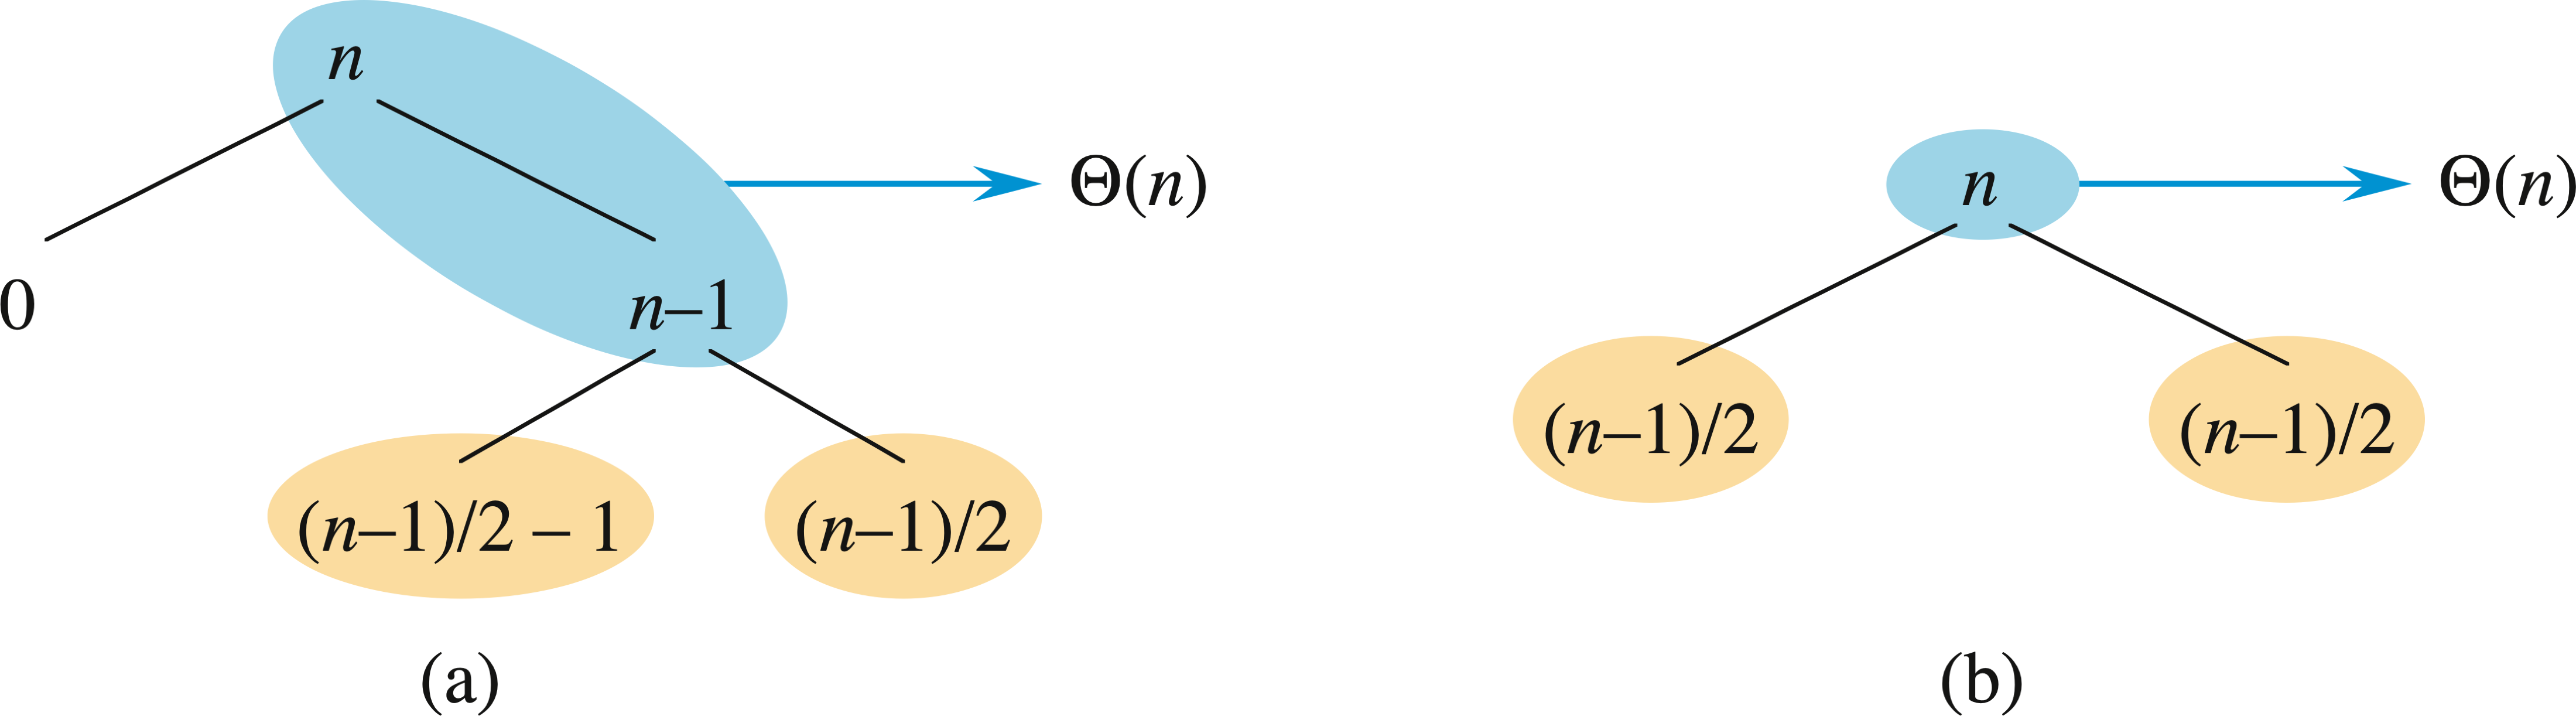 n
Θ(n)
n
Θ(n)
0
n–1
(n–1)/2
(n–1)/2
(n–1)/2 – 1
(n–1)/2
(a)
(b)